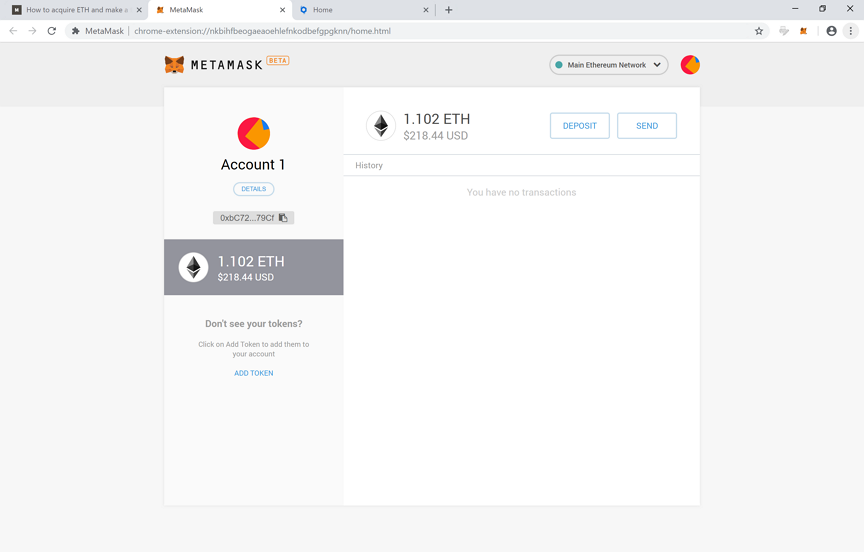 How to acquire ETH and make a
MetaMask
Home
MetaMask
chrome-extension://nkbihfbeogaeaoehlefnkodbefgpgknn/home.html
METAMASK
BETA
Main Ethereum Network
Account 1
DETAILS
0xbC72...79Cf
1.102 ETH
$218.44 USD
Don't see your tokens?
Click on Add Token to add them to
your account
ADD TOKEN
1.102 ETH
$218.44 USD
DEPOSIT
SEND
History
You have no transactions